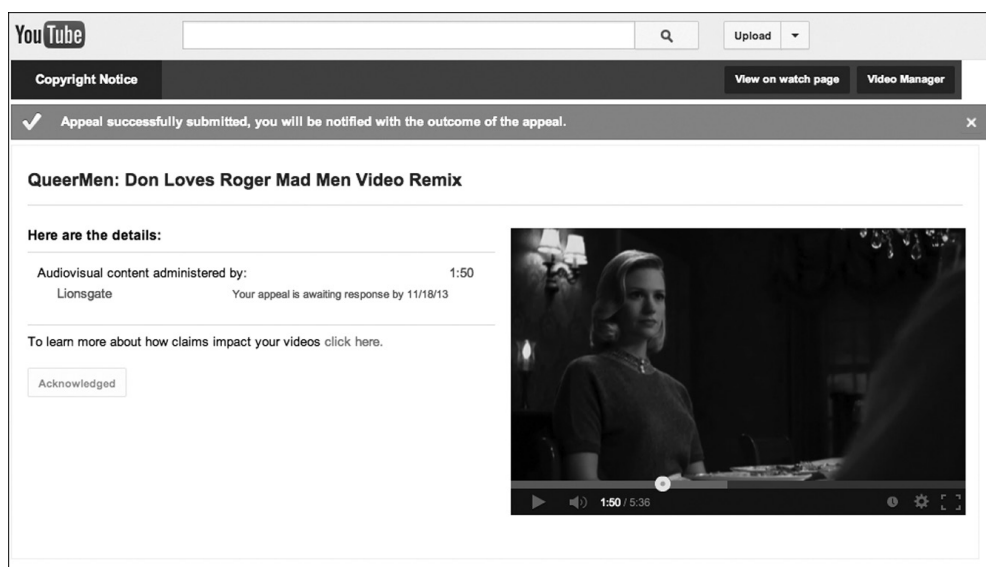 YouTube
Upload
Copyright Notice
View on watch page
Video Manager
Appeal successfully submitted, you will be notified with the outcome of the appeal.
QueerMen: Don Loves Roger Mad Men Video Remix
Here are the details:
Audiovisual content administered by: 1:50
Lionsgate Your appeal is awaiting response by 11/18/13
To learn more about how claims impact your videos click here.
Acknowledged
1:50 / 5:36